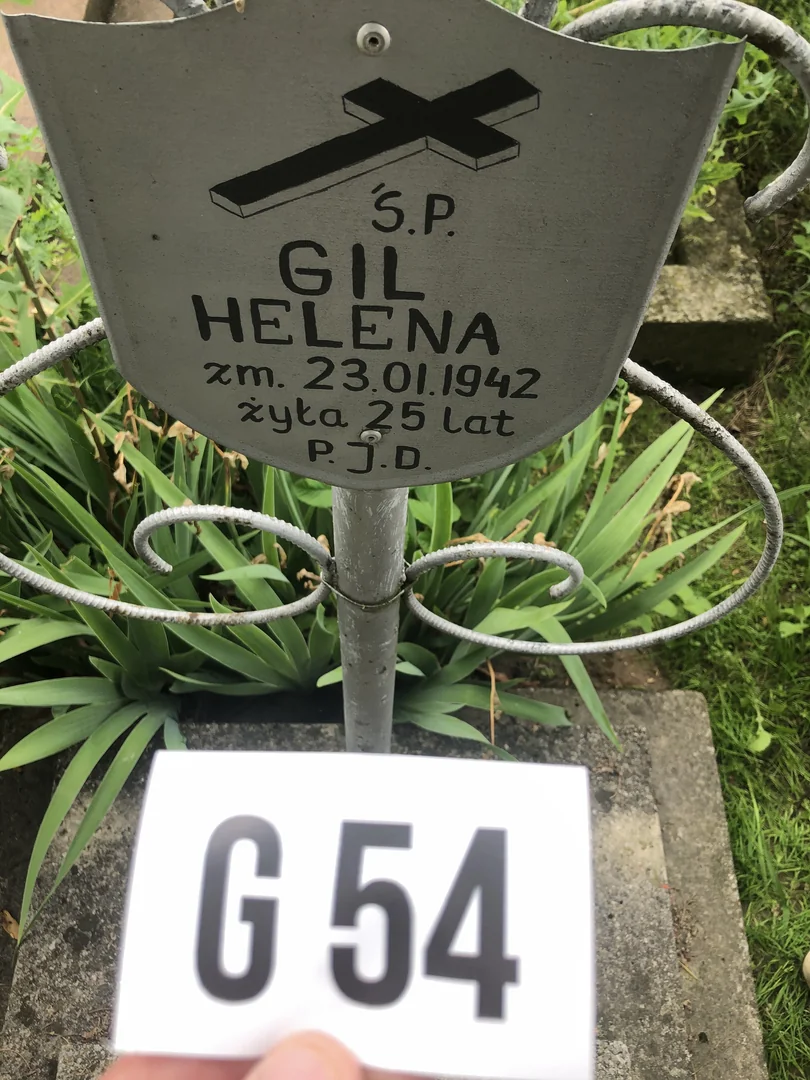 Ś.P.
GIL
HELENA
zm. 23.01.1942
żyła 25 lat
P.J.D.
G 54